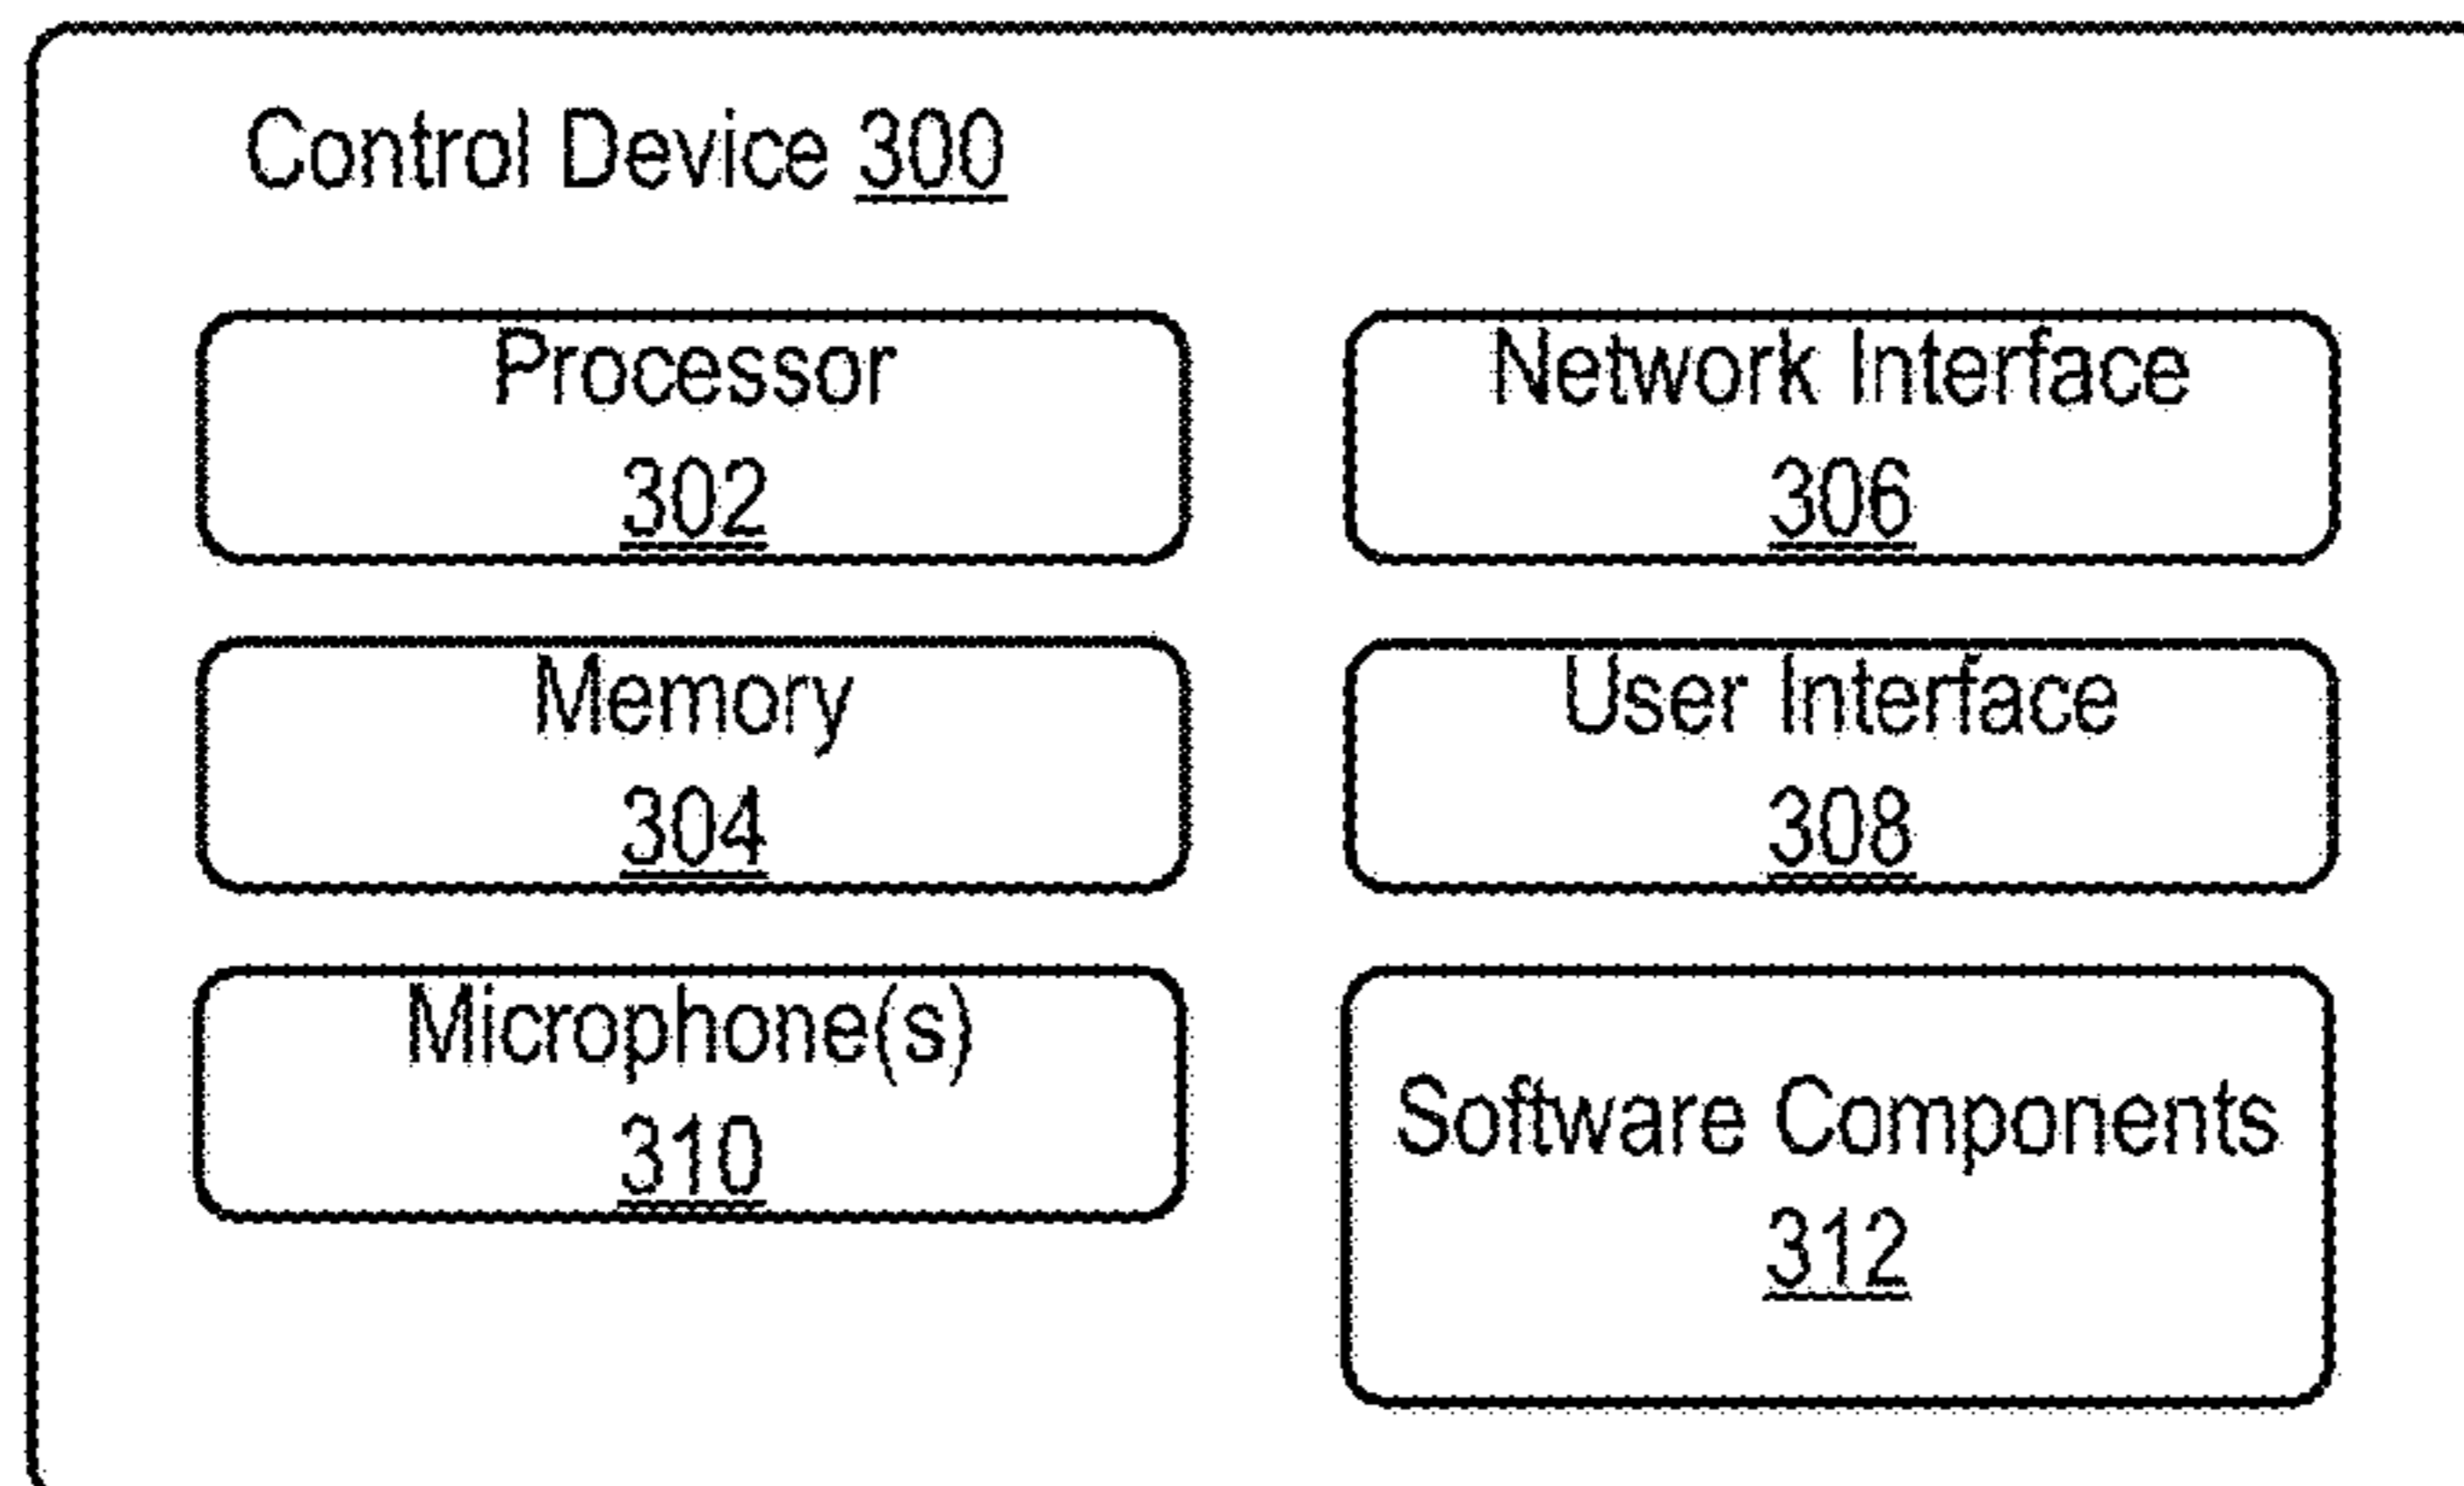 Control Device 300
Processor
302
Network Interface
306
Memory
304
User Interface
308
Microphone(s)
310
Software Components
312